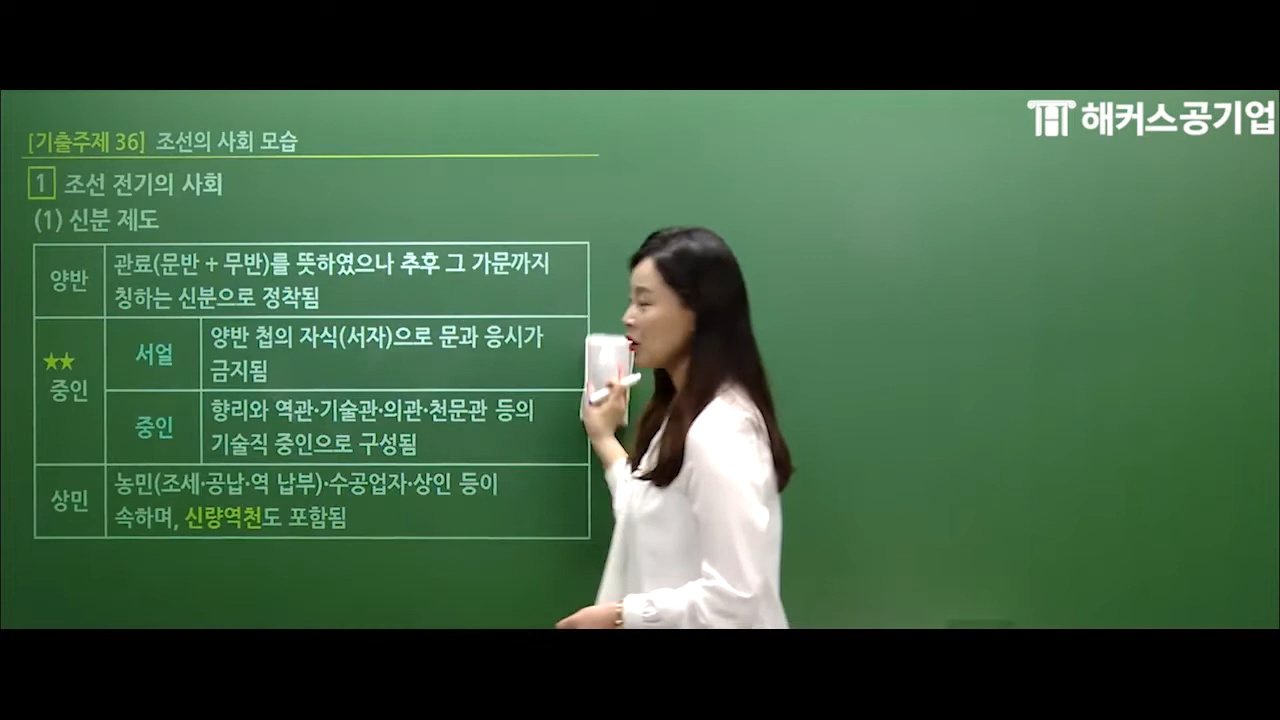 해커스공기업
[기출주제 36] 조선의 사회 모습
1 조선 전기의 사회
(1) 신분 제도
양반
관료(문반 + 무반)를 뜻하였으나 추후 그 가문까지
칭하는 신분으로 정착됨
★★
중인
서얼
양반 첩의 자식(서자)으로 문과 응시가
금지됨
중인
향리와 역관·기술관·의관·천문관 등의
기술직 중인으로 구성됨
상민
농민(조세·공납·역 납부)·수공업자·상인 등이
속하며, 신량역천도 포함됨